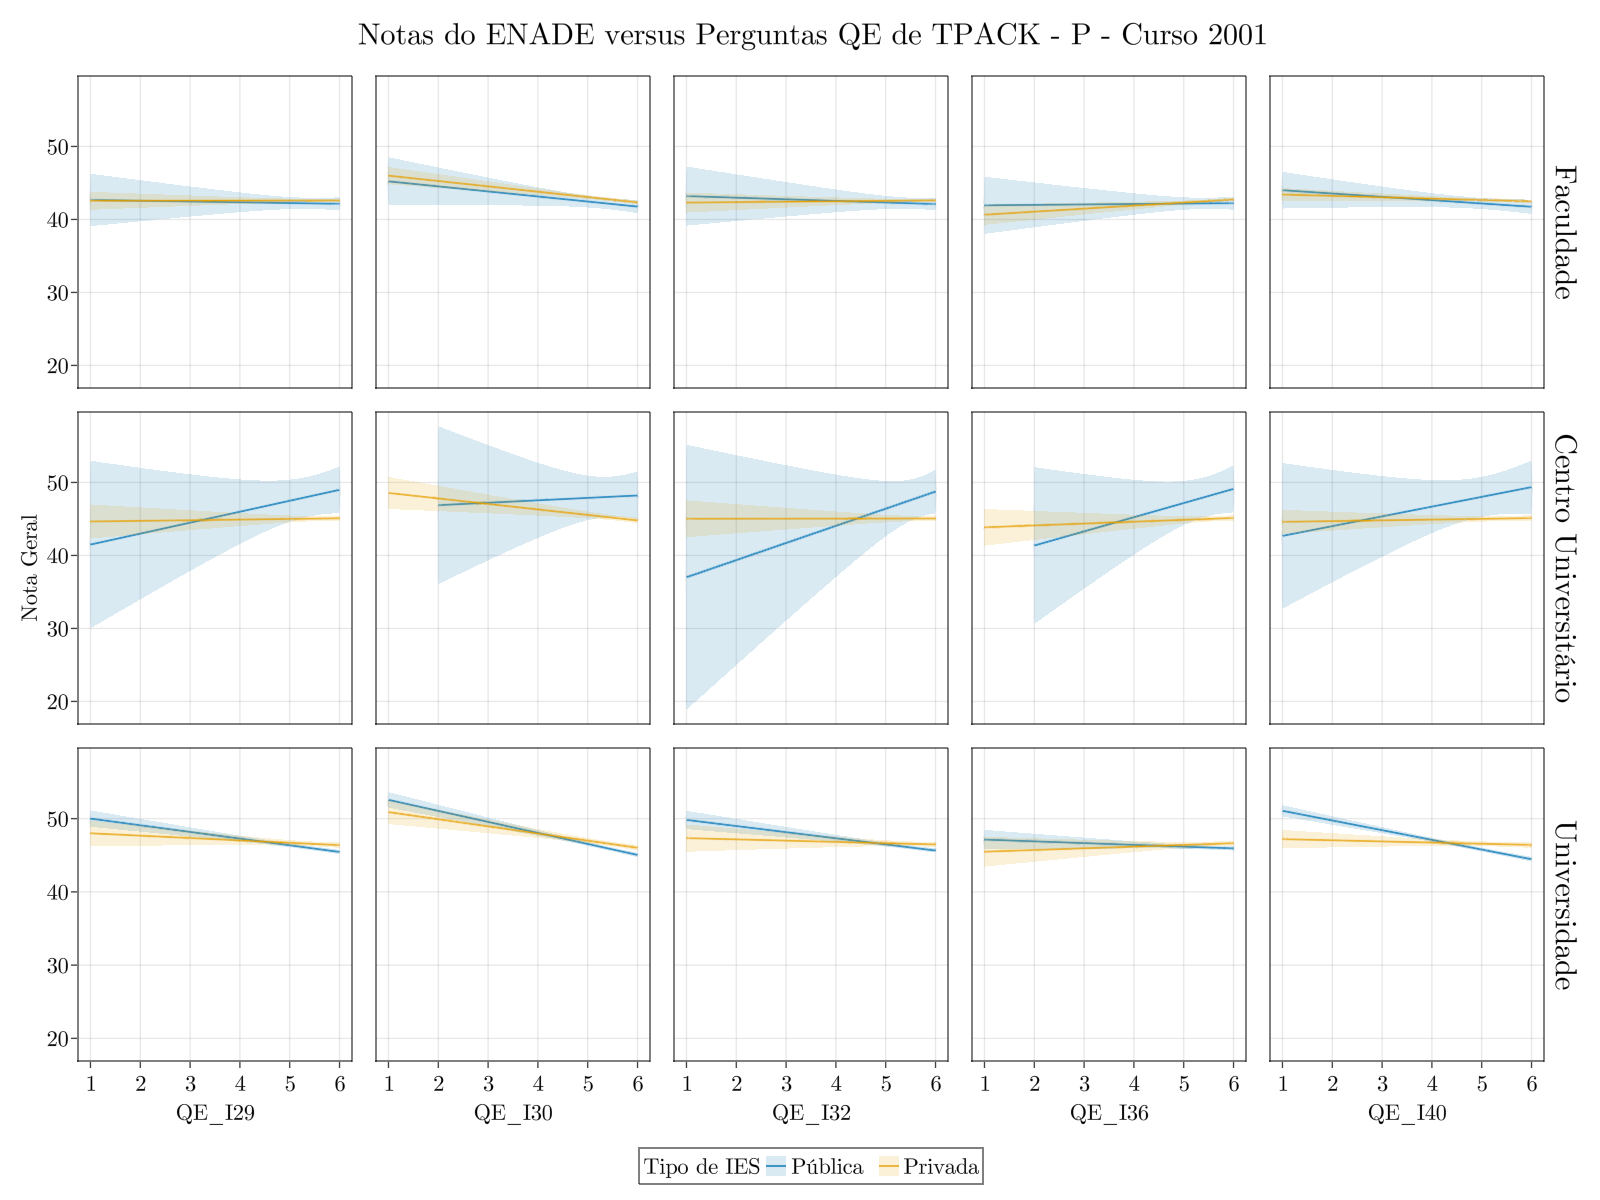 Notas do ENADE versus Perguntas QE de TPACK - P - Curso 2001
50
40
30
20
Faculdade
Nota Geral
50
40
30
20
Centro Universitário
50
40
30
20
Universidade
1 2 3 4 5 6 1 2 3 4 5 6 1 2 3 4 5 6 1 2 3 4 5 6 1 2 3 4 5 6
QE_I29 QE_I30 QE_I32 QE_I36 QE_I40
Tipo de IES Pública Privada